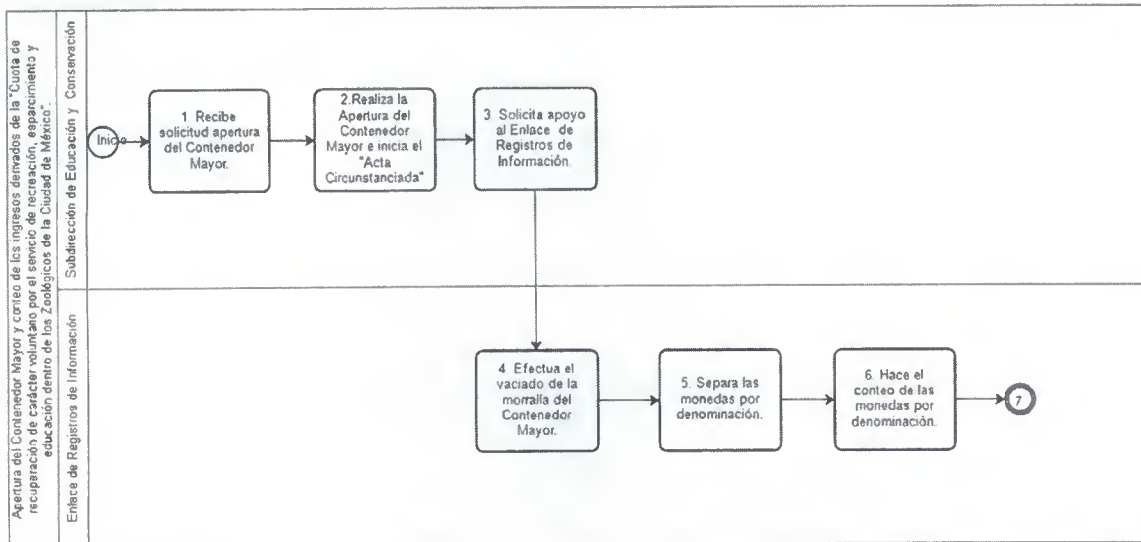 Apertura del Contenedor Mayor y conteo de los ingresos derivados de la "Cuota de
recuperación de carácter voluntario por el servicio de recreación, esparcimiento y
educación dentro de los Zoológicos de la Ciudad de México".
Subdirección de Educación y Conservación
Inicio
1. Recibe
solicitud apertura
del Contenedor
Mayor.
2.Realiza la
Apertura del
Contenedor
Mayor e inicia el
"Acta
Circunstanciada"
3. Solicita apoyo
al Enlace de
Registros de
Información.
Enlace de Registros de Información
4. Efectua el
vaciado de la
morralla del
Contenedor
Mayor.
5. Separa las
monedas por
denominación.
6. Hace el
conteo de las
monedas por
denominación.
7